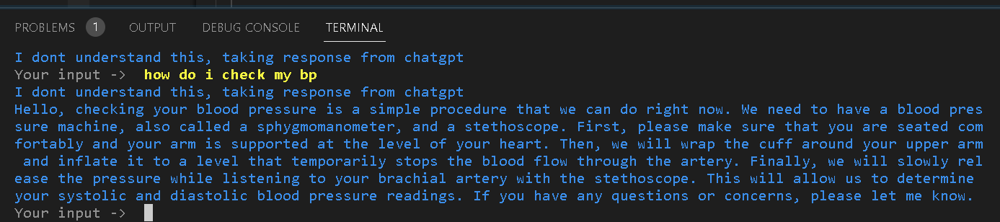 PROBLEMS 1 OUTPUT DEBUG CONSOLE TERMINAL
I dont understand this, taking response from chatgpt
Your input -> how do i check my bp
I dont understand this, taking response from chatgpt
Hello, checking your blood pressure is a simple procedure that we can do right now. We need to have a blood pres
sure machine, also called a sphygmomanometer, and a stethoscope. First, please make sure that you are seated com
fortably and your arm is supported at the level of your heart. Then, we will wrap the cuff around your upper arm
 and inflate it to a level that temporarily stops the blood flow through the artery. Finally, we will slowly rel
ease the pressure while listening to your brachial artery with the stethoscope. This will allow us to determine
your systolic and diastolic blood pressure readings. If you have any questions or concerns, please let me know.
Your input ->